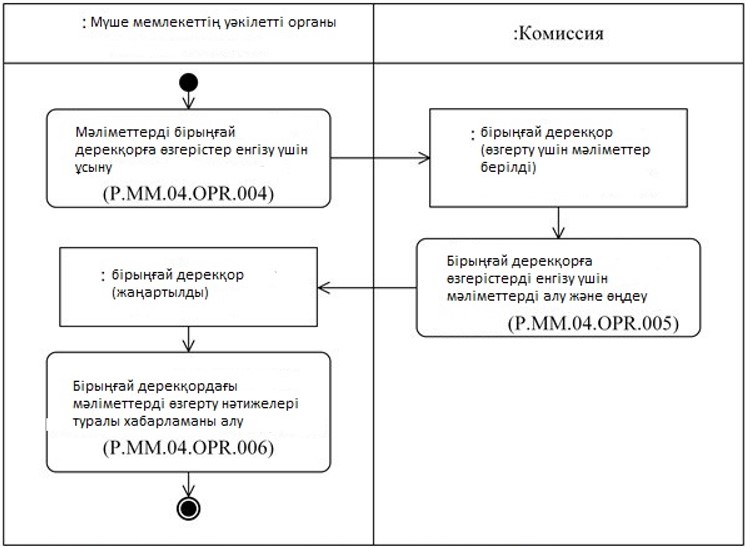 : Мүше мемлекеттің уәкілетті органы
:Комиссия
Мәліметтерді бірыңғай
дерекқорға өзгерістер енгізу үшін
ұсыну
(P.MM.04.OPR.004)
: бірыңғай дерекқор
(өзгерту үшін мәліметтер
берілді)
Бірыңғай дерекқорға
өзгерістерді енгізу үшін
мәліметтерді алу және өңдеу
(P.MM.04.OPR.005)
: бірыңғай дерекқор
(жаңартылды)
Бірыңғай дерекқордағы
мәліметтерді өзгерту нәтижелері
туралы хабарламаны алу
(P.MM.04.OPR.006)